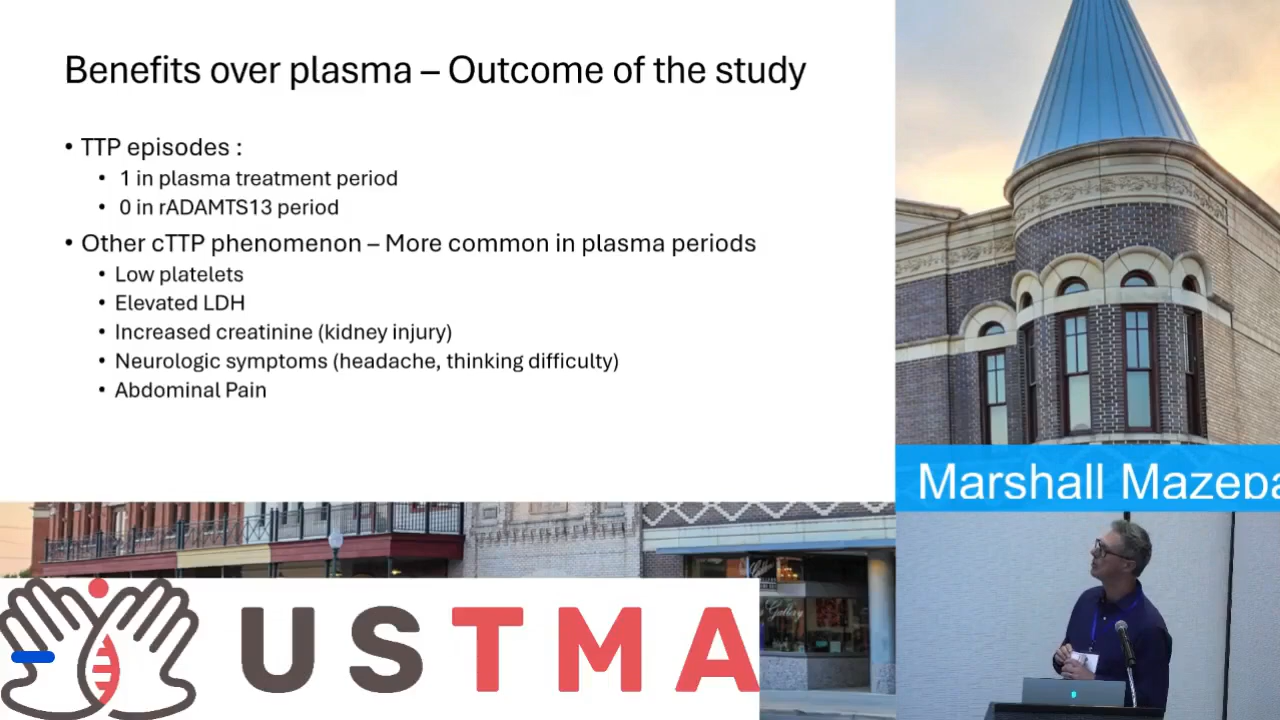 Benefits over plasma – Outcome of the study
• TTP episodes :
• 1 in plasma treatment period
• 0 in rADAMTS13 period
• Other cTTP phenomenon – More common in plasma periods
• Low platelets
• Elevated LDH
• Increased creatinine (kidney injury)
• Neurologic symptoms (headache, thinking difficulty)
• Abdominal Pain
Marshall Mazepa
Gallery
USTMA